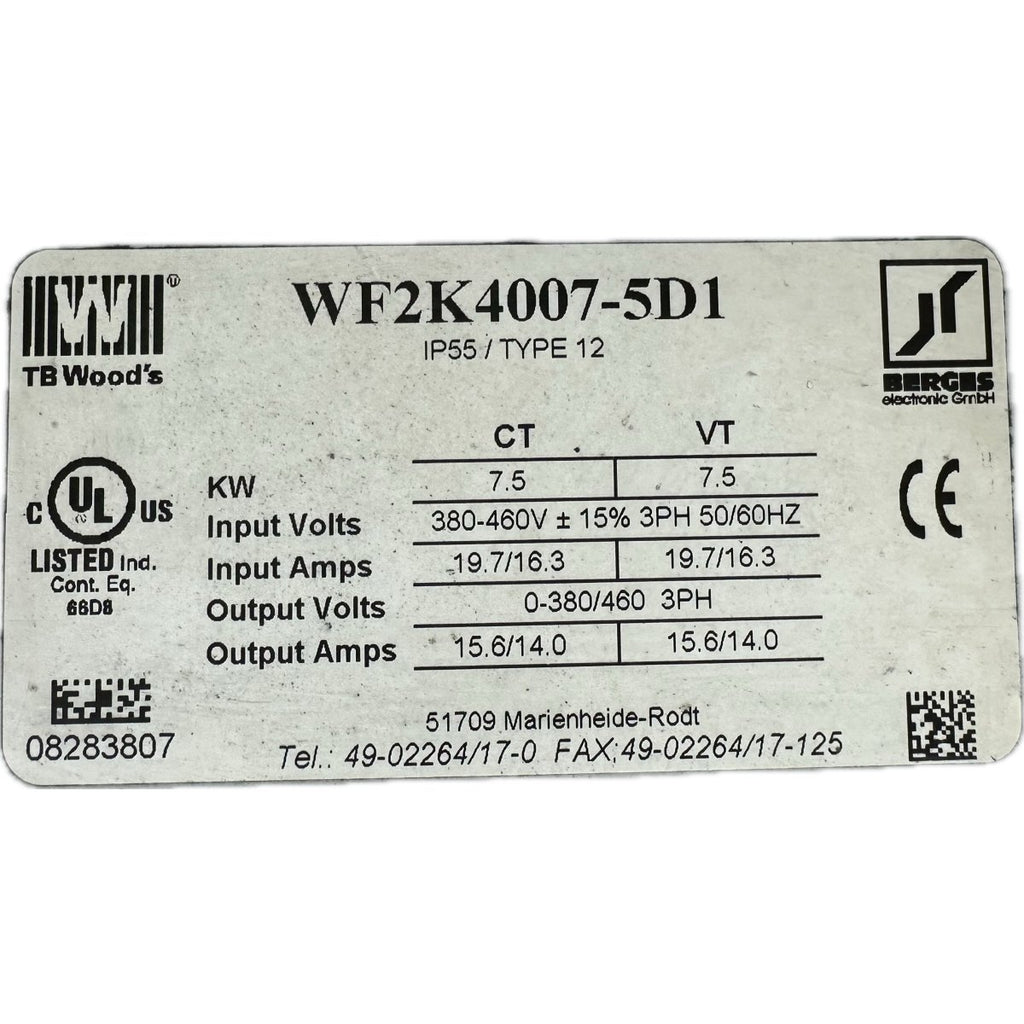 TB Wood's
WF2K4007-5D1
IP55 / TYPE 12
BERGES
electronic GmbH
C UL US
LISTED Ind.
Cont. Eq.
66D8
CT VT
KW 7.5 7.5
Input Volts 380-460V ± 15% 3PH 50/60HZ
Input Amps 19.7/16.3 19.7/16.3
Output Volts 0-380/460 3PH
Output Amps 15.6/14.0 15.6/14.0
CE
08283807
51709 Marienheide-Rodt
Tel.: 49-02264/17-0 FAX:49-02264/17-125